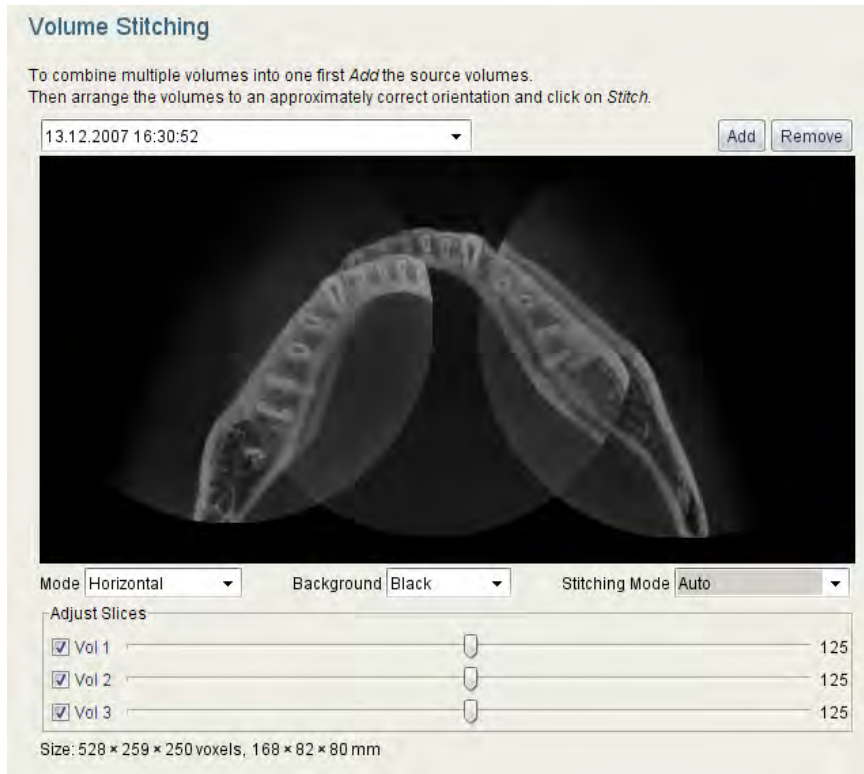 Volume Stitching
To combine multiple volumes into one first Add the source volumes.
Then arrange the volumes to an approximately correct orientation and click on Stitch.
13.12.2007 16:30:52 Add Remove
Mode Horizontal Background Black Stitching Mode Auto
Adjust Slices
Vol 1 125
Vol 2 125
Vol 3 125
Size: 528 × 259 × 250 voxels, 168 × 82 × 80 mm